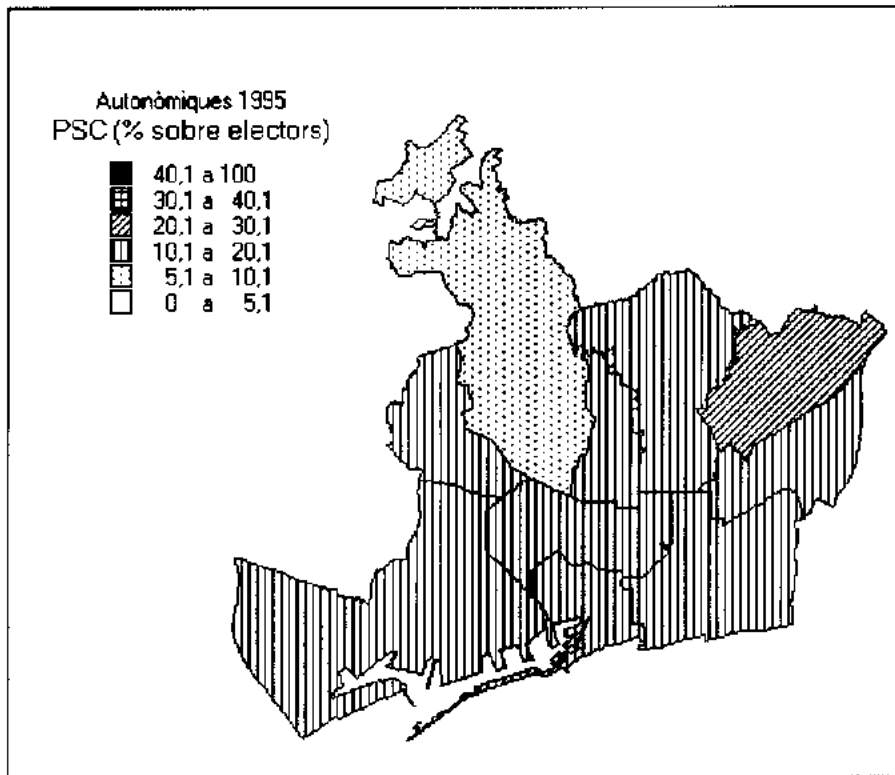 Autonòmiques 1995
PSC (% sobre electors)
40,1 a 100
30,1 a 40,1
20,1 a 30,1
10,1 a 20,1
5,1 a 10,1
0 a 5,1